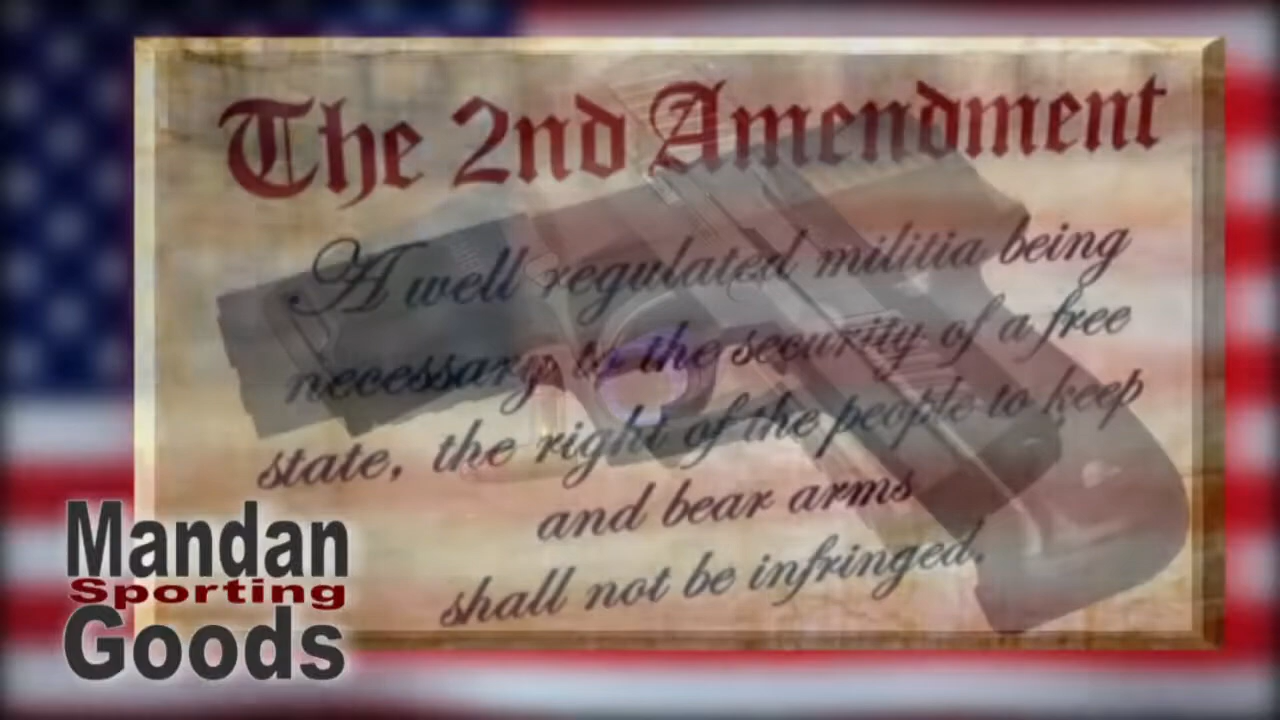 The 2nd Amendment
A well regulated militia being
necessary to the security of a free
state, the right of the people to keep
and bear arms
shall not be infringed.
Mandan
Sporting
Goods